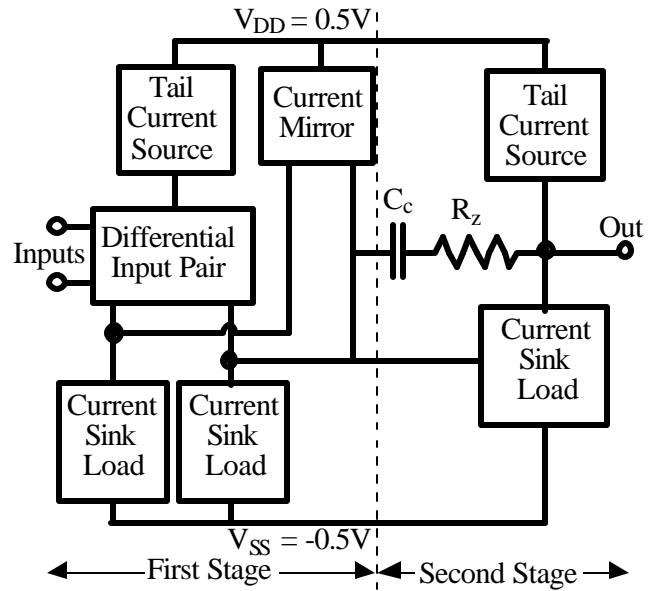 V_DD = 0.5V
Tail
Current
Source
Current
Mirror
Tail
Current
Source
C_c
R_z
Out
Inputs
Differential
Input Pair
Current
Sink
Load
Current
Sink
Load
Current
Sink
Load
V_SS = -0.5V
First Stage
Second Stage